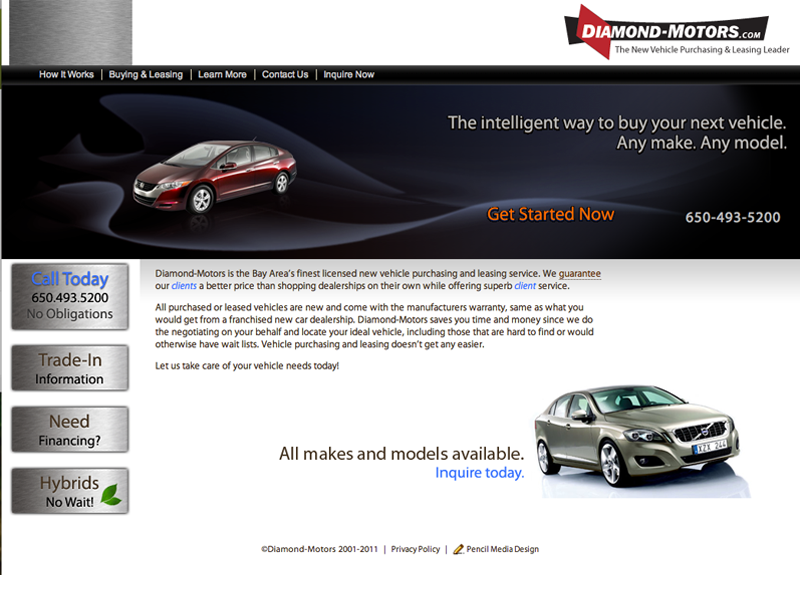 DIAMOND-MOTORS.COM
The New Vehicle Purchasing & Leasing Leader
How It Works | Buying & Leasing | Learn More | Contact Us | Inquire Now
The intelligent way to buy your next vehicle.
Any make. Any model.
Get Started Now 650-493-5200
Call Today
650.493.5200
No Obligations
Trade-In
Information
Need
Financing?
Hybrids
No Wait!
Diamond-Motors is the Bay Area's finest licensed new vehicle purchasing and leasing service. We guarantee
our clients a better price than shopping dealerships on their own while offering superb client service.
All purchased or leased vehicles are new and come with the manufacturers warranty, same as what you
would get from a franchised new car dealership. Diamond-Motors saves you time and money since we do
the negotiating on your behalf and locate your ideal vehicle, including those that are hard to find or would
otherwise have wait lists. Vehicle purchasing and leasing doesn't get any easier.
Let us take care of your vehicle needs today!
All makes and models available.
Inquire today.
XZX 244
©Diamond-Motors 2001-2011 | Privacy Policy | Pencil Media Design